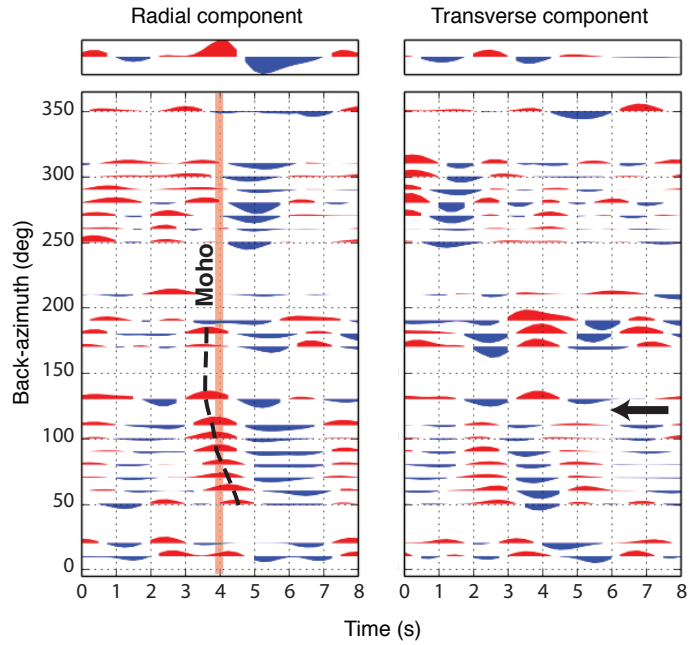 Radial component
Transverse component
Back-azimuth (deg)
350
300
250
200
150
100
50
0
Moho
0 1 2 3 4 5 6 7 8
0 1 2 3 4 5 6 7 8
Time (s)